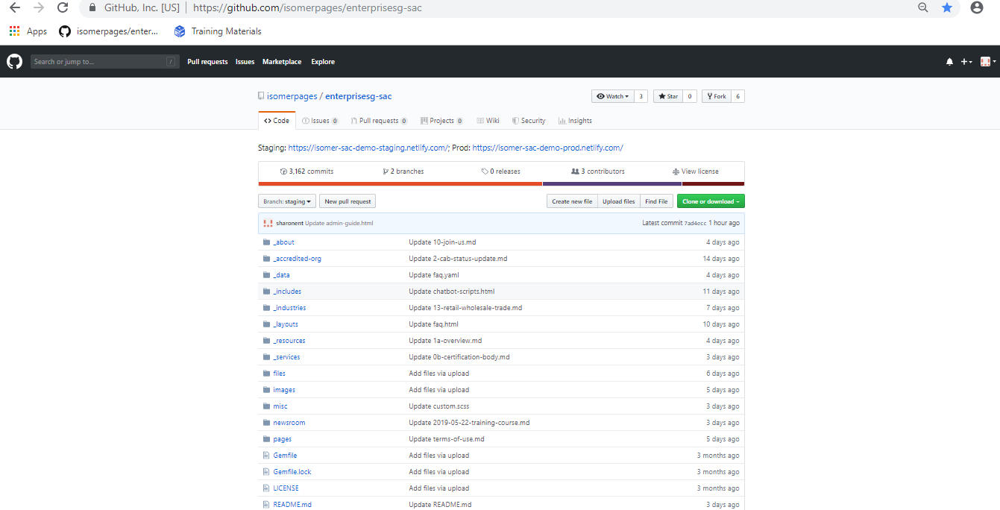 GitHub, Inc. [US] https://github.com/isomerpages/enterprisesg-sac
Apps isomerpages/enter... Training Materials
Search or jump to... / Pull requests Issues Marketplace Explore
isomerpages / enterprisesg-sac Watch 3 Star 0 Fork 6
Code Issues 0 Pull requests 0 Projects 0 Wiki Security Insights
Staging: https://isomer-sac-demo-staging.netlify.com/; Prod: https://isomer-sac-demo-prod.netlify.com/
3,162 commits 2 branches 0 releases 3 contributors View license
Branch: staging New pull request Create new file Upload files Find File Clone or download
sharonent Update admin-guide.html Latest commit 7ad4ecc 1 hour ago
_about Update 10-join-us.md 4 days ago
_accredited-org Update 2-cab-status-update.md 14 days ago
_data Update faq.yaml 4 days ago
_includes Update chatbot-scripts.html 11 days ago
_industries Update 13-retail-wholesale-trade.md 7 days ago
_layouts Update faq.html 10 days ago
_resources Update 1a-overview.md 4 days ago
_services Update 0b-certification-body.md 3 days ago
files Add files via upload 6 days ago
images Add files via upload 5 days ago
misc Update custom.scss 3 days ago
newsroom Update 2019-05-22-training-course.md 3 days ago
pages Update terms-of-use.md 5 days ago
Gemfile Add files via upload 3 months ago
Gemfile.lock Add files via upload 3 months ago
LICENSE Add files via upload 3 months ago
README.md Update README.md 3 days ago